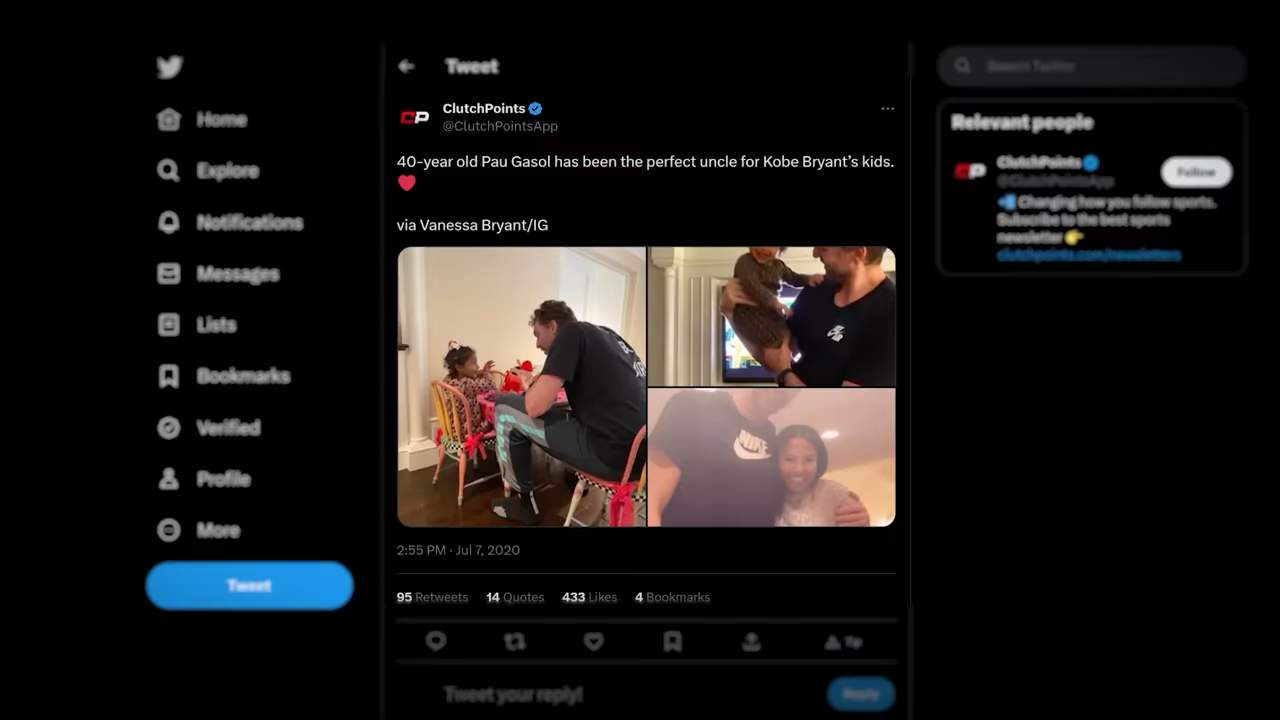 Tweet
ClutchPoints
@ClutchPointsApp
40-year old Pau Gasol has been the perfect uncle for Kobe Bryant’s kids.
❤️
via Vanessa Bryant/IG
NIKE
2:55 PM · Jul 7, 2020
95 Retweets 14 Quotes 433 Likes 4 Bookmarks
Tip
Tweet your reply!
Reply
Home
Explore
Notifications
Messages
Lists
Bookmarks
Verified
Profile
More
Tweet
Search Twitter
Relevant people
ClutchPoints
@ClutchPointsApp
Follow
📲 Changing how you follow sports.
Subscribe to the best sports
newsletter 👉
clutchpoints.com/newsletters